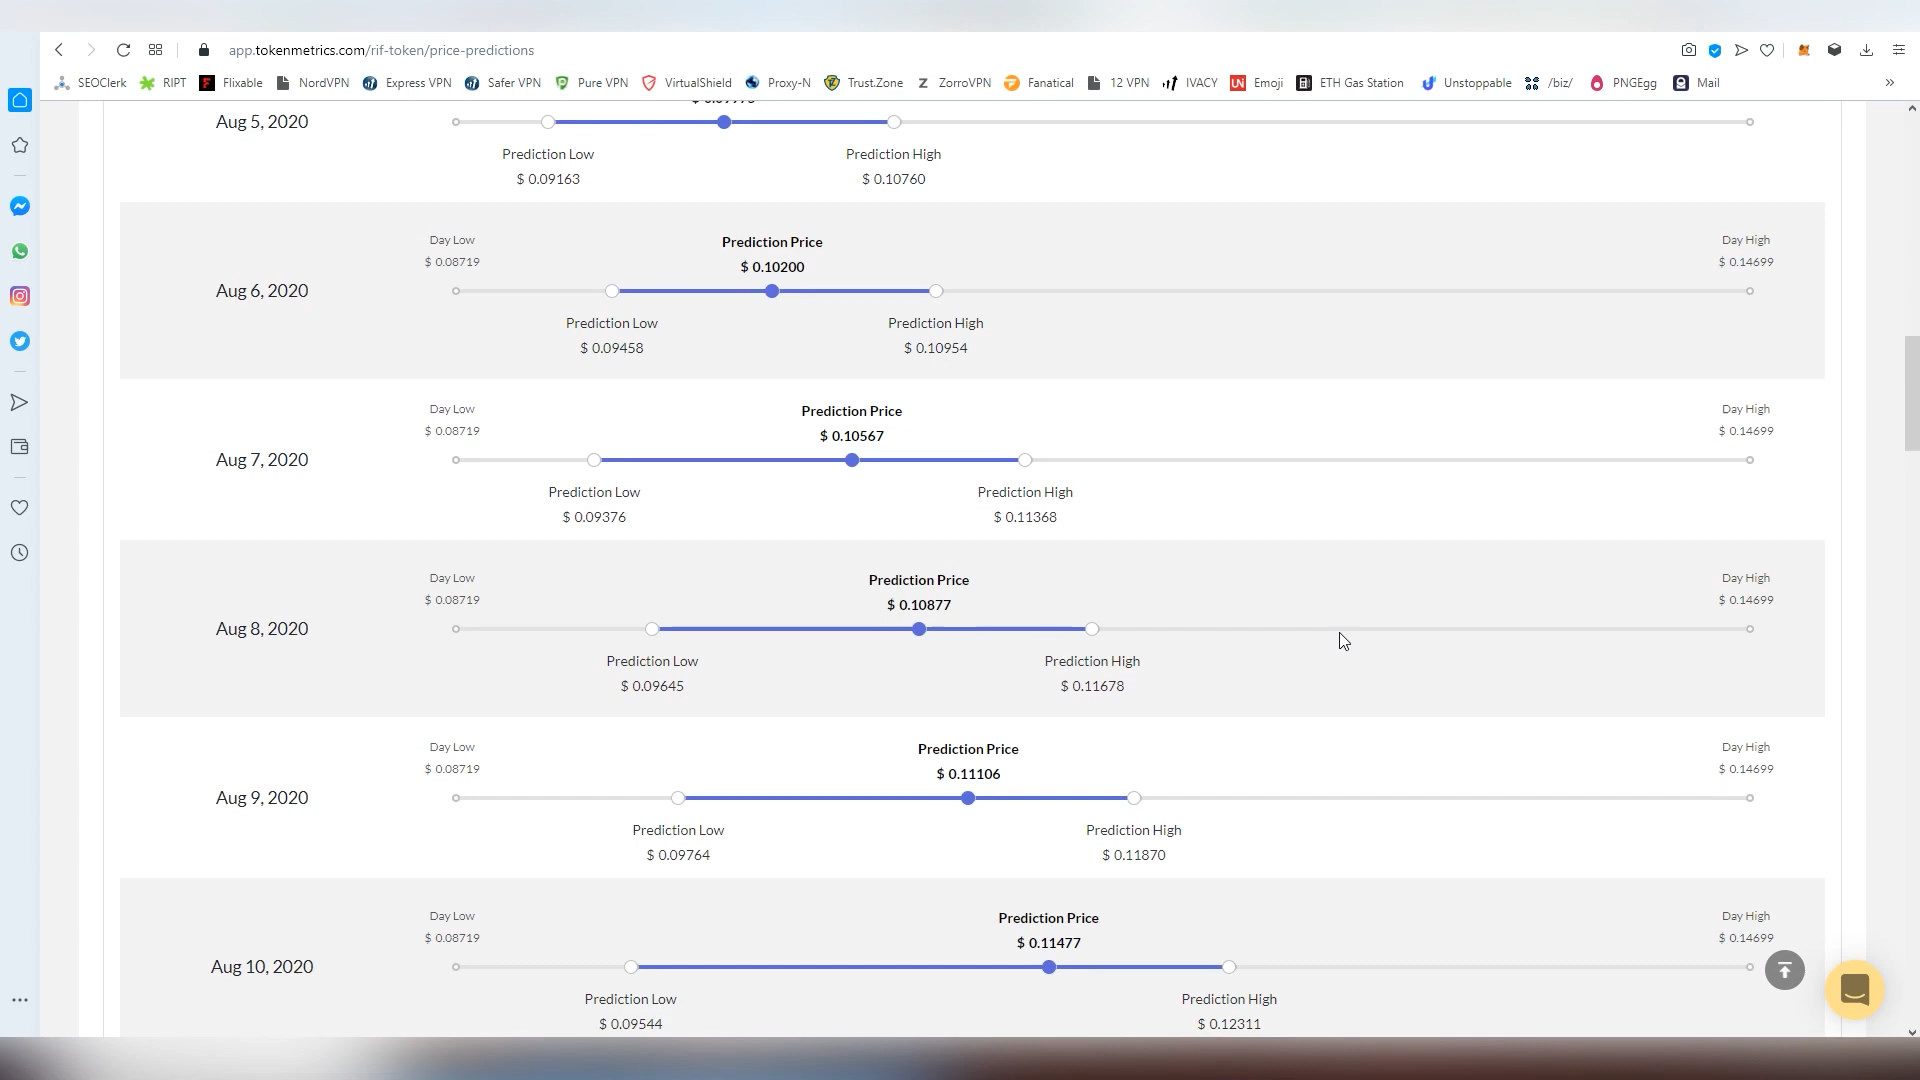 app.tokenmetrics.com/rif-token/price-predictions
SEOClerk RIPT Flixable NordVPN Express VPN Safer VPN Pure VPN VirtualShield Proxy-N Trust.Zone ZorroVPN Fanatical 12 VPN IVACY Emoji ETH Gas Station Unstoppable /biz/ PNGEgg Mail »
Aug 5, 2020
Prediction Low Prediction High
$ 0.09163 $ 0.10760
Day Low Prediction Price Day High
$ 0.08719 $ 0.10200 $ 0.14699
Aug 6, 2020
Prediction Low Prediction High
$ 0.09458 $ 0.10954
Day Low Prediction Price Day High
$ 0.08719 $ 0.10567 $ 0.14699
Aug 7, 2020
Prediction Low Prediction High
$ 0.09376 $ 0.11368
Day Low Prediction Price Day High
$ 0.08719 $ 0.10877 $ 0.14699
Aug 8, 2020
Prediction Low Prediction High
$ 0.09645 $ 0.11678
Day Low Prediction Price Day High
$ 0.08719 $ 0.11106 $ 0.14699
Aug 9, 2020
Prediction Low Prediction High
$ 0.09764 $ 0.11870
Day Low Prediction Price Day High
$ 0.08719 $ 0.11477 $ 0.14699
Aug 10, 2020
Prediction Low Prediction High
$ 0.09544 $ 0.12311